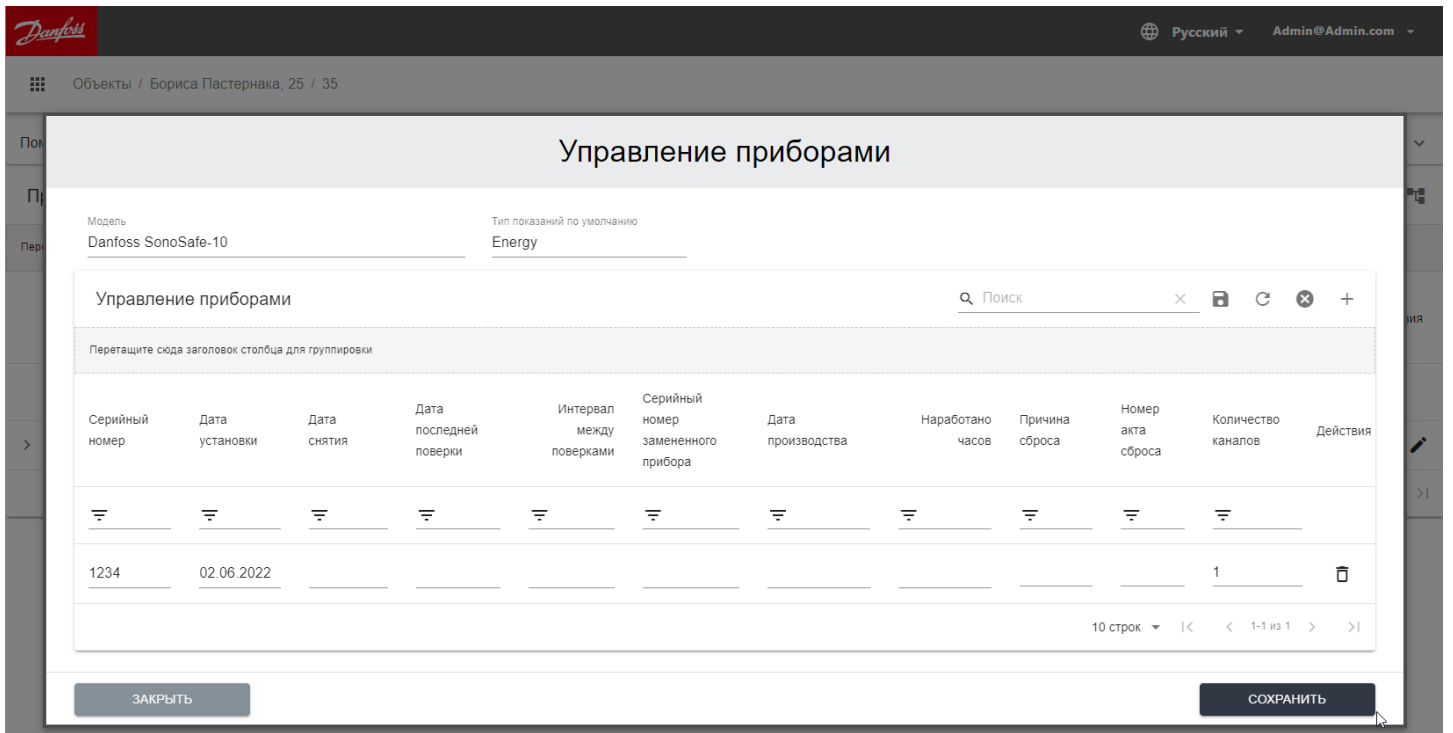 Danfoss
Русский
Admin@Admin.com
Объекты / Бориса Пастернака, 25 / 35
Управление приборами
Модель
Тип показаний по умолчанию
Danfoss SonoSafe-10
Energy
Управление приборами
Поиск
Перетащите сюда заголовок столбца для группировки
Серийный
номер
Дата
установки
Дата
снятия
Дата
последней
поверки
Интервал
между
поверками
Серийный
номер
замененного
прибора
Дата
производства
Наработано
часов
Причина
сброса
Номер
акта
сброса
Количество
каналов
Действия
1234
02.06.2022
1
10 строк
1-1 из 1
ЗАКРЫТЬ
СОХРАНИТЬ